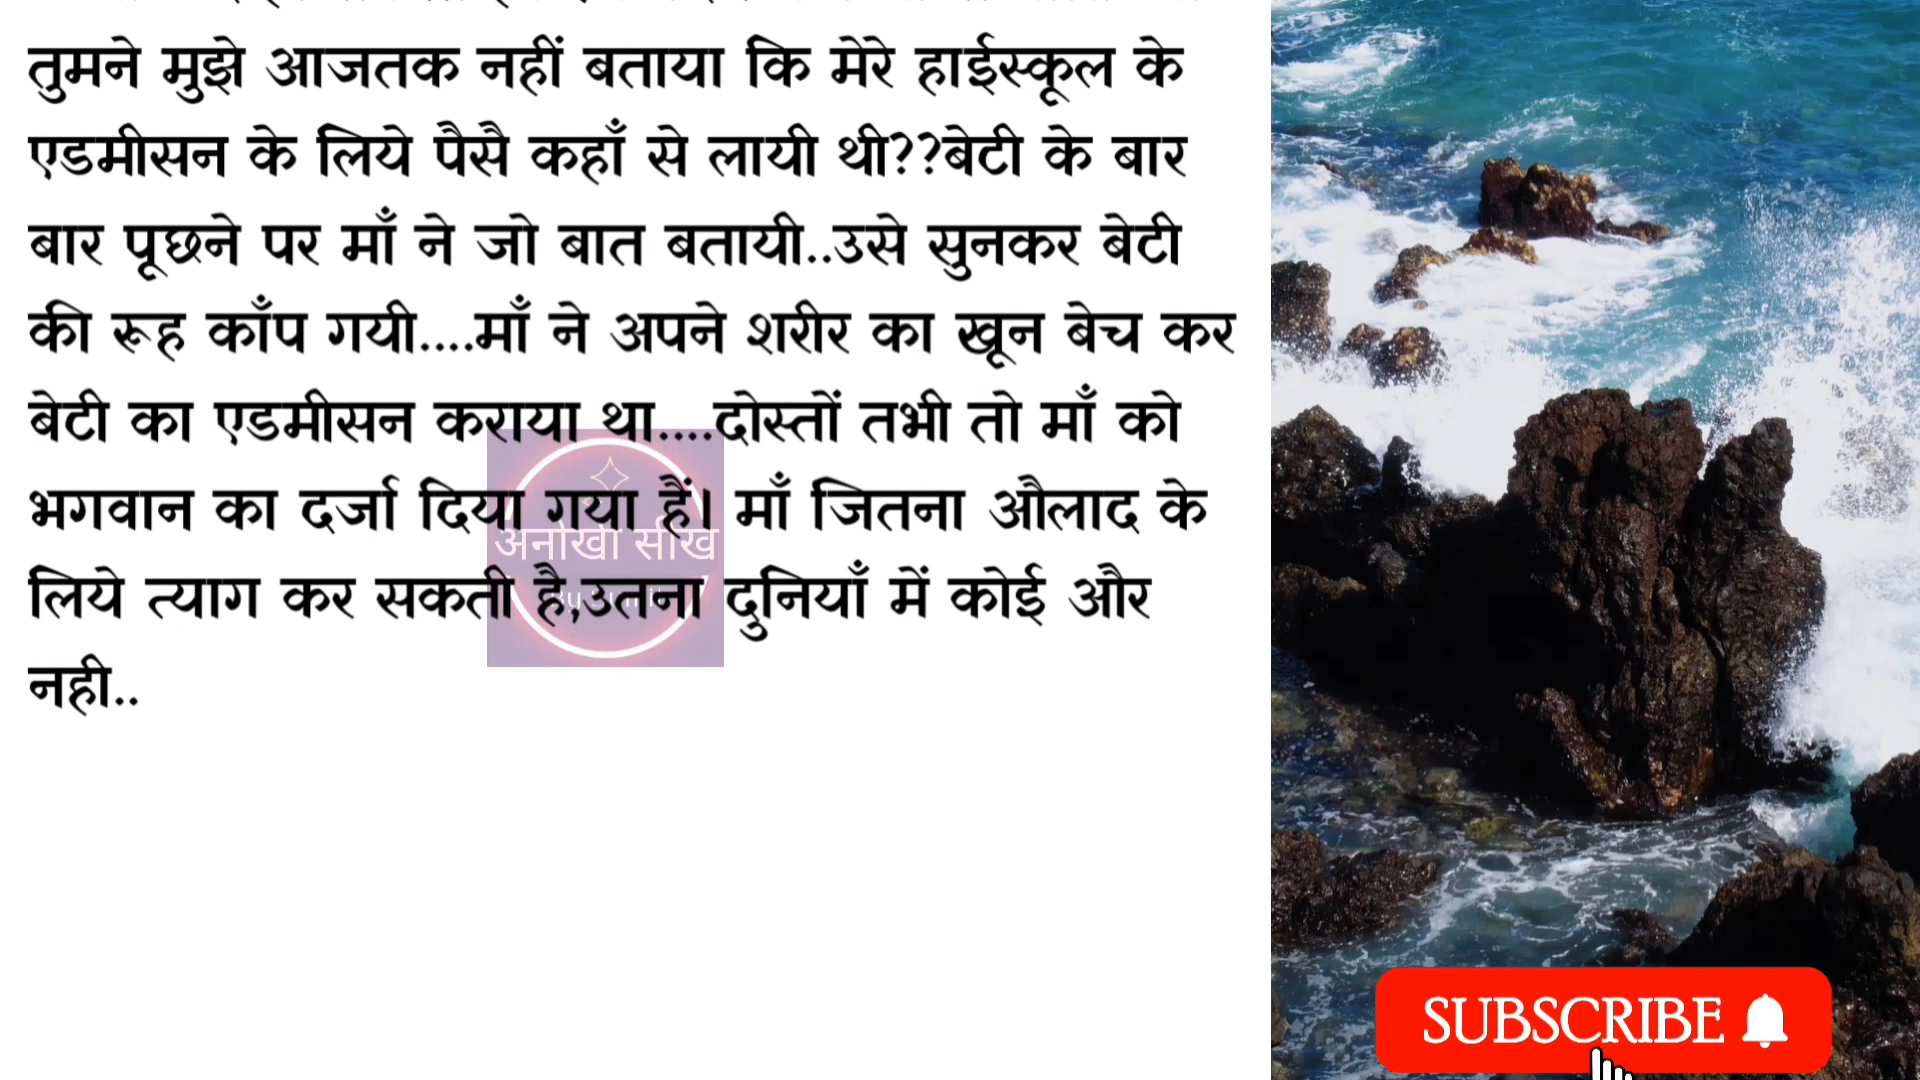 तुमने मुझे आजतक नहीं बताया कि मेरे हाईस्कूल के
एडमीसन के लिये पैसै कहाँ से लायी थी??बेटी के बार
बार पूछने पर माँ ने जो बात बतायी..उसे सुनकर बेटी
की रूह काँप गयी....माँ ने अपने शरीर का खून बेच कर
बेटी का एडमीसन कराया था....दोस्तों तभी तो माँ को
भगवान का दर्जा दिया गया हैं। माँ जितना औलाद के
अनोखी सीख
लिये त्याग कर सकती है,उतना दुनियाँ में कोई और
नही..
SUBSCRIBE